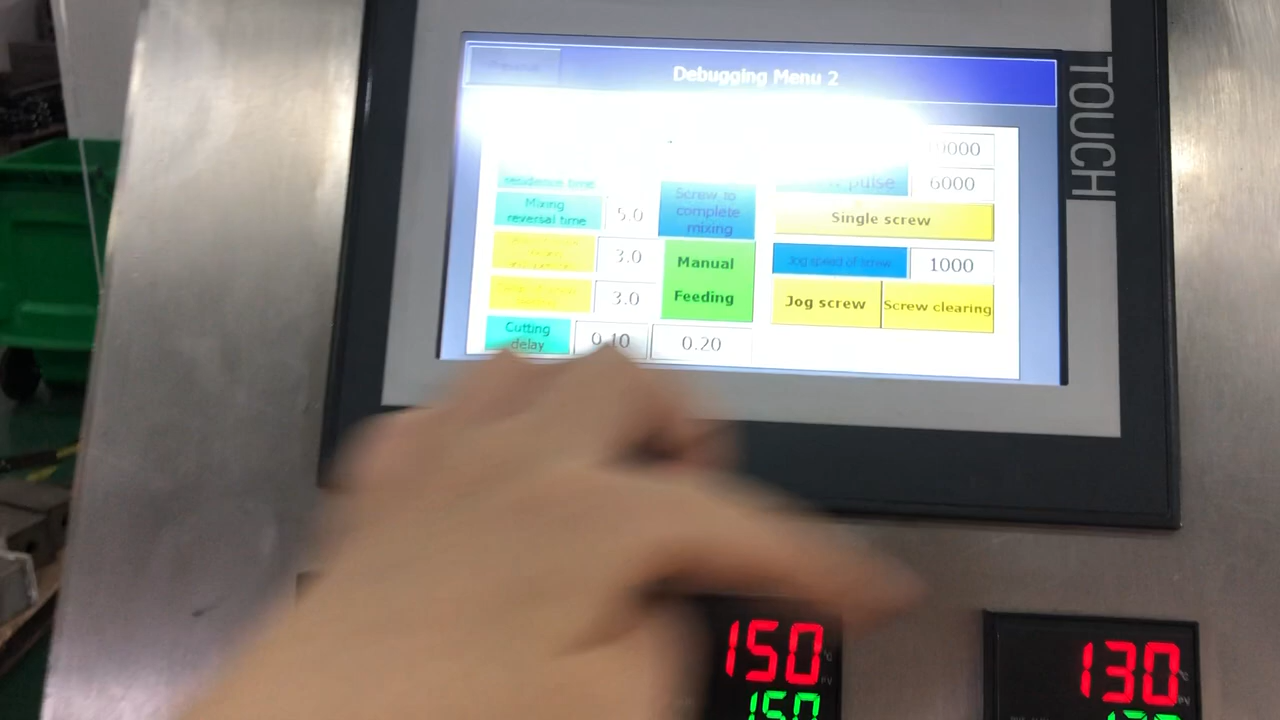 Debugging Menu 2
TOUCH
0000
residence time
pulse
6000
Mixing
reversal time
5.0
Screw to
complete
mixing
Single screw
3.0
Manual
Feeding
Jog speed of screw
1000
3.0
Jog screw
Screw clearing
Cutting
delay
0.10
0.20
150
150
130